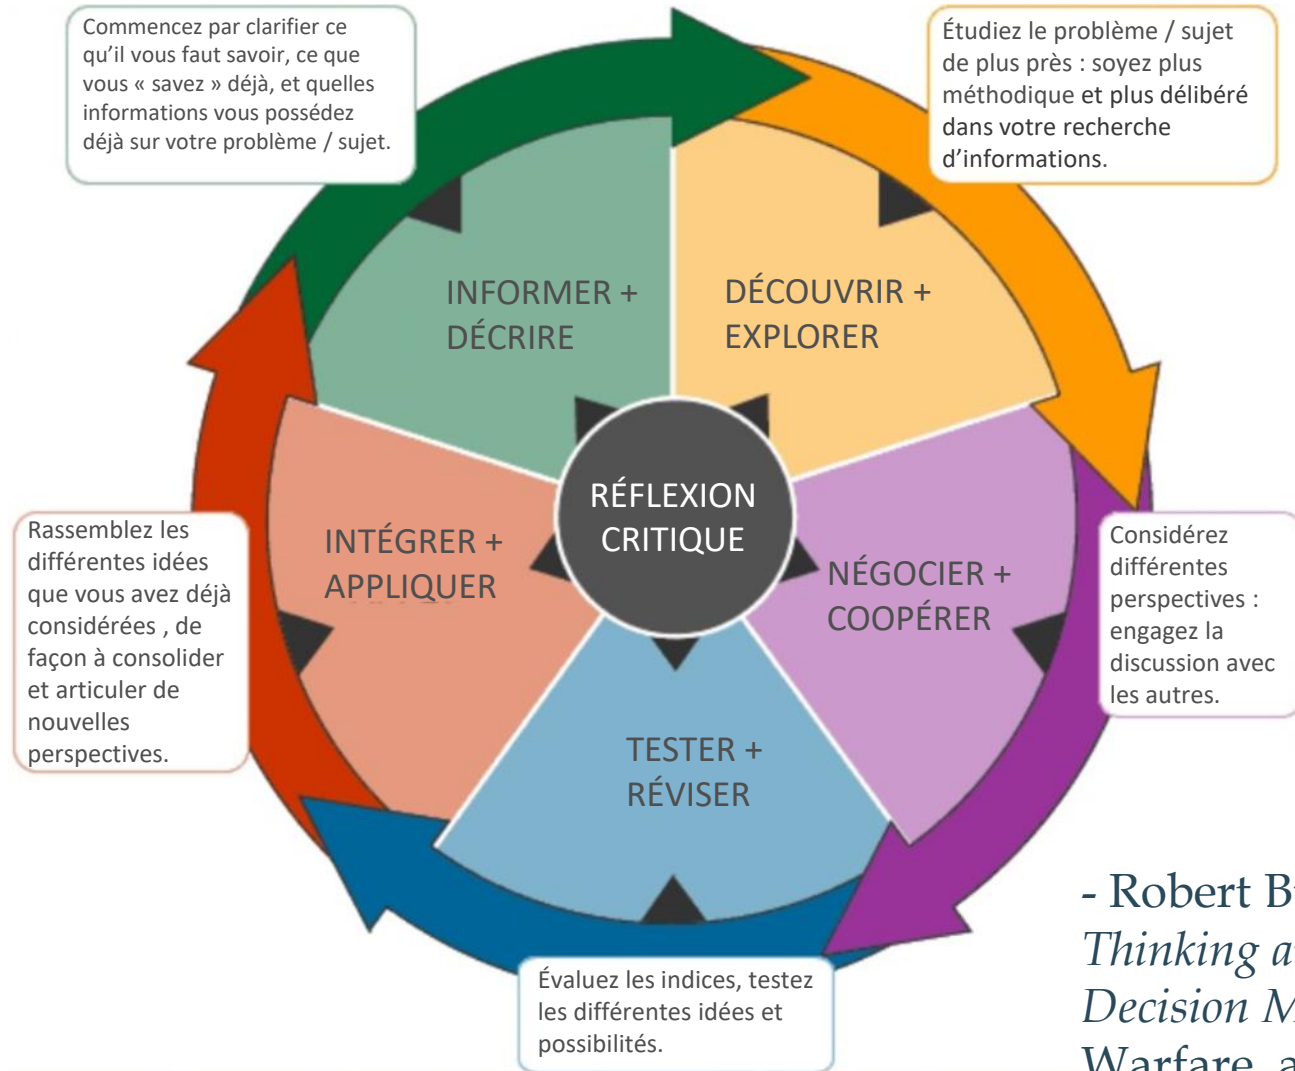 Commencez par clarifier ce
qu'il vous faut savoir, ce que
vous « savez » déjà, et quelles
informations vous possédez
déjà sur votre problème / sujet.
Étudiez le problème / sujet
de plus près : soyez plus
méthodique et plus délibéré
dans votre recherche
d’informations.
INFORMER +
DÉCRIRE
DÉCOUVRIR +
EXPLORER
RÉFLEXION
CRITIQUE
INTÉGRER +
APPLIQUER
NÉGOCIER +
COOPÉRER
TESTER +
RÉVISER
Rassemblez les
différentes idées
que vous avez déjà
considérées , de
façon à consolider
et articuler de
nouvelles
perspectives.
Considérez
différentes
perspectives :
engagez la
discussion avec
les autres.
Évaluez les indices, testez
les différentes idées et
possibilités.
- Robert
Thinking
Decision
Warfare